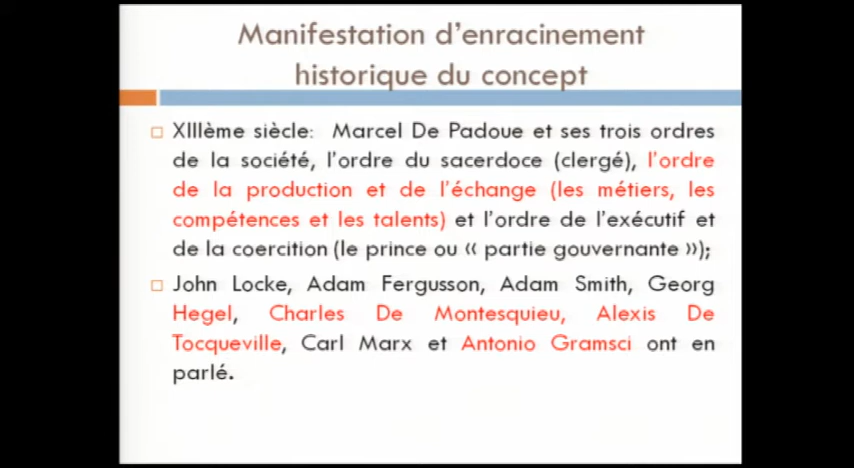 Manifestation d'enracinement
historique du concept
XIIIème siècle: Marcel De Padoue et ses trois ordres
de la société, l'ordre du sacerdoce (clergé), l'ordre
de la production et de l'échange (les métiers, les
compétences et les talents) et l'ordre de l'exécutif et
de la coercition (le prince ou « partie gouvernante »);
John Locke, Adam Fergusson, Adam Smith, Georg
Hegel, Charles De Montesquieu, Alexis De
Tocqueville, Carl Marx et Antonio Gramsci ont en
parlé.